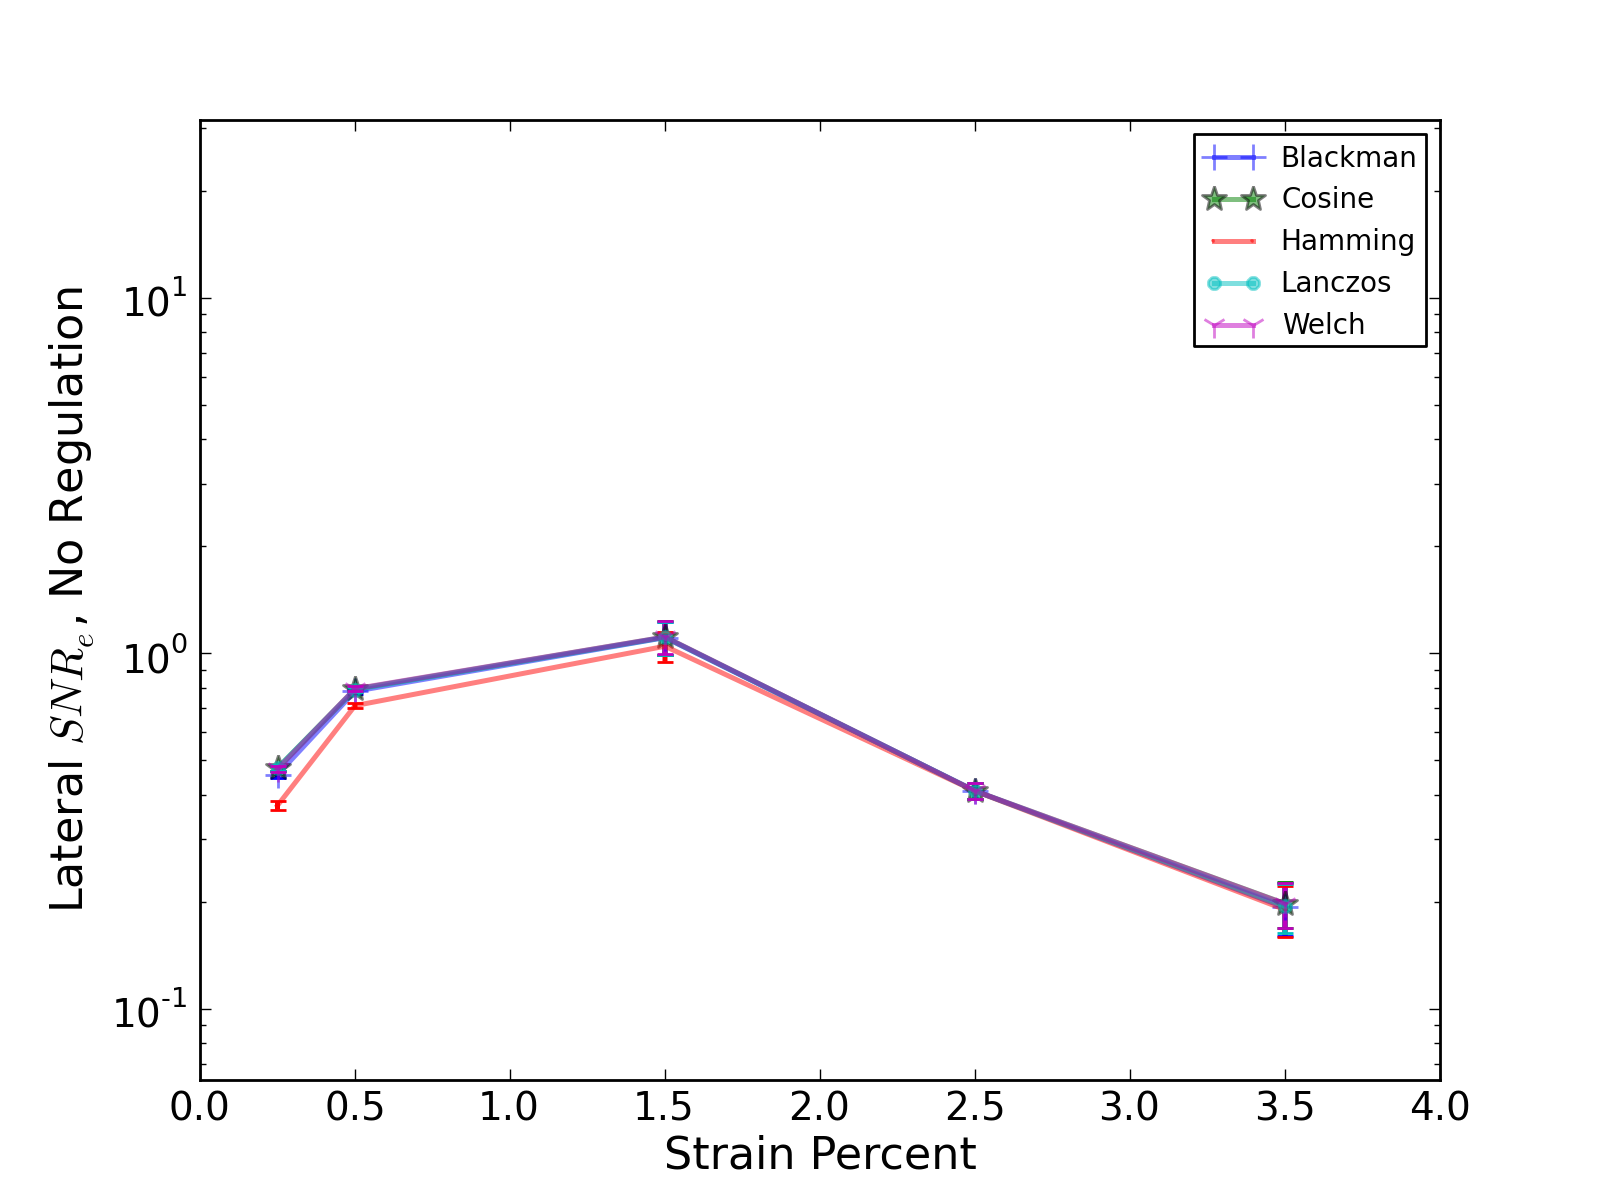 Lateral SNR_e, No Regulation
10^1
10^0
10^-1
Blackman
Cosine
Hamming
Lanczos
Welch
0.0 0.5 1.0 1.5 2.0 2.5 3.0 3.5 4.0
Strain Percent